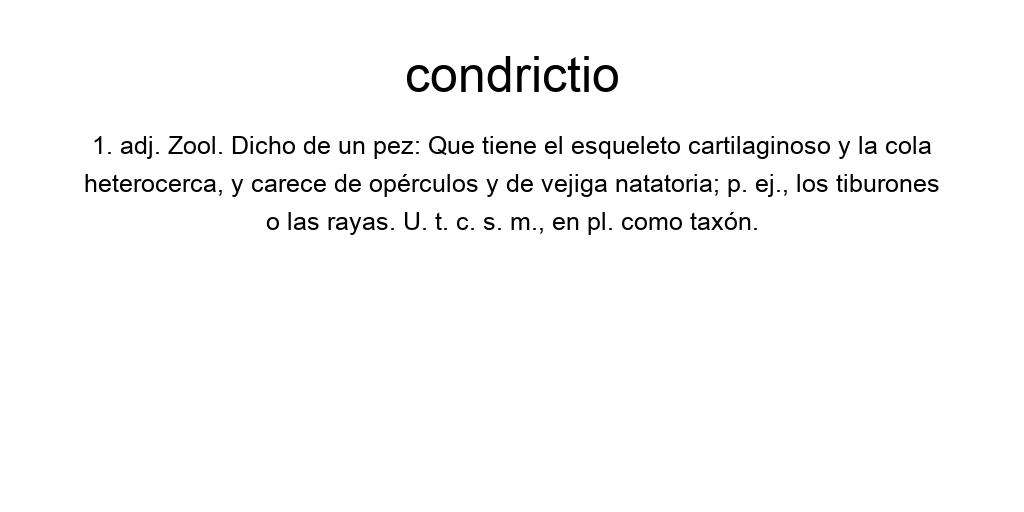 condrictio
1. adj. Zool. Dicho de un pez: Que tiene el esqueleto cartilaginoso y la cola
heterocerca, y carece de opérculos y de vejiga natatoria; p. ej., los tiburones
o las rayas. U. t. c. s. m., en pl. como taxón.